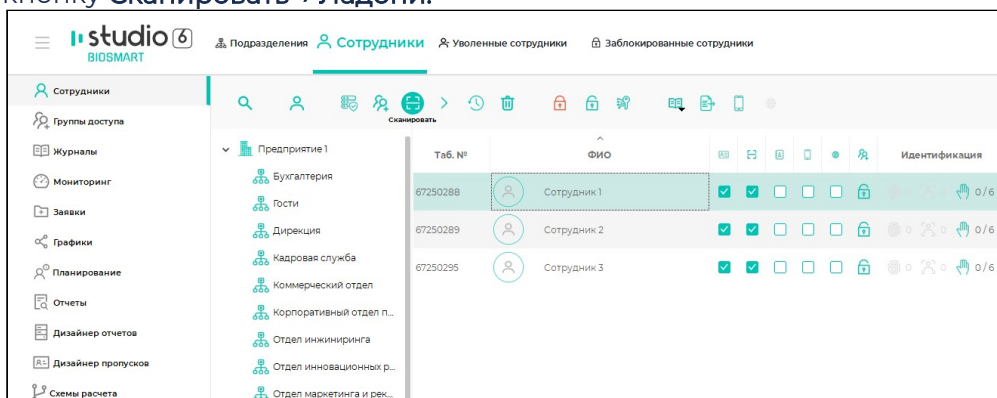 кнопку Сканировать → Ладони.
studio 6
BIOSMART
Подразделения Сотрудники Уволенные сотрудники Заблокированные сотрудники
Сотрудники
Группы доступа
Журналы
Мониторинг
Заявки
Графики
Планирование
Отчеты
Дизайнер отчетов
Дизайнер пропусков
Схемы расчета
Сканировать
Предприятие 1
Бухгалтерия
Гости
Дирекция
Кадровая служба
Коммерческий отдел
Корпоративный отдел п...
Отдел инжиниринга
Отдел инновационных р...
Отдел маркетинга и рек...
Таб. № ФИО Идентификация
67250288 Сотрудник 1 0 0 0/6
67250289 Сотрудник 2 0 0 0/6
67250295 Сотрудник 3 0 0 0/6